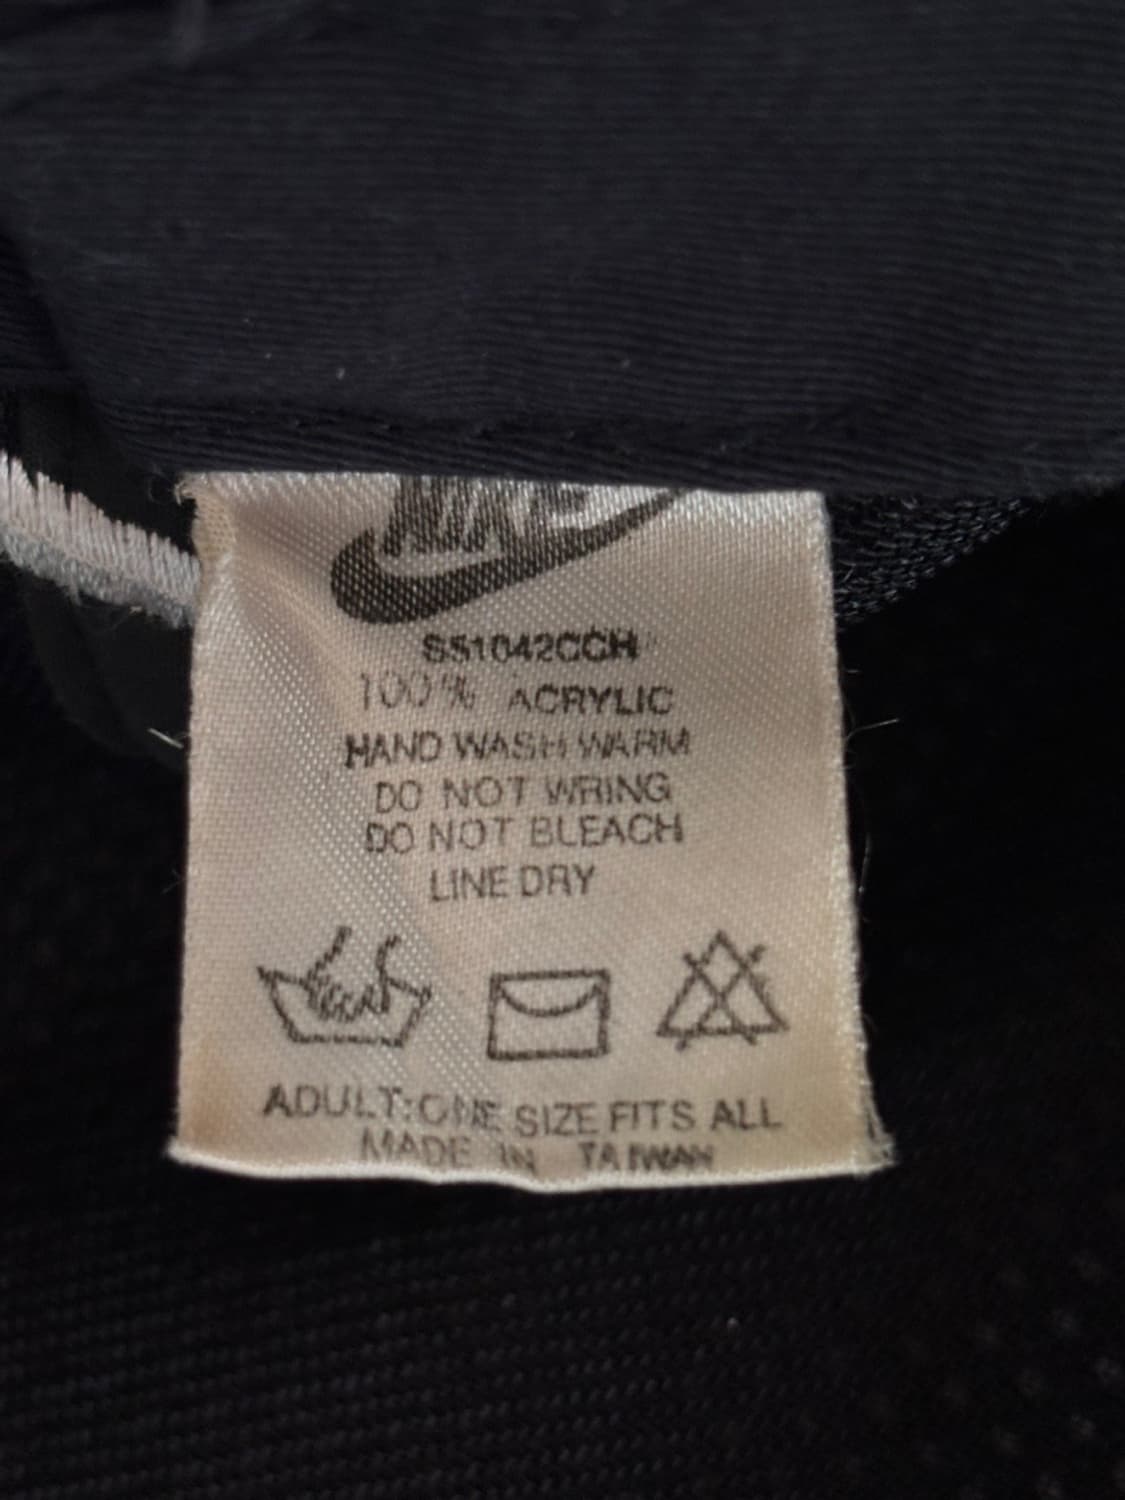 NIKE
S51042CCH
100% ACRYLIC
HAND WASH WARM
DO NOT WRING
DO NOT BLEACH
LINE DRY
ADULT:ONE SIZE FITS ALL
MADE IN TAIWAN